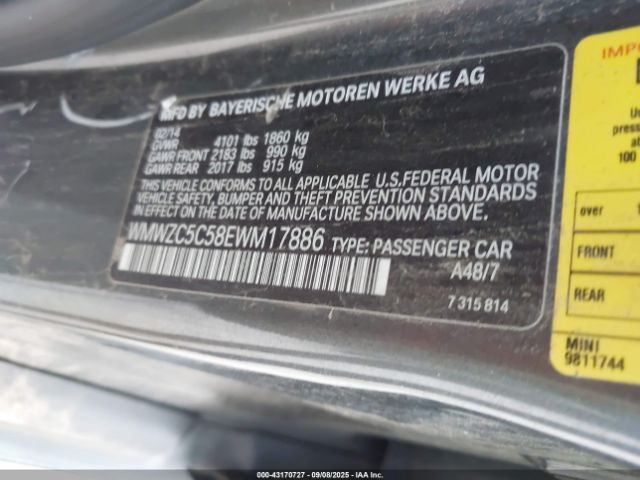 MFD BY BAYERISCHE MOTOREN WERKE AG
02/14
GVWR 4101 lbs 1860 kg
GAWR FRONT 2183 lbs 990 kg
GAWR REAR 2017 lbs 915 kg
THIS VEHICLE CONFORMS TO ALL APPLICABLE U.S.FEDERAL MOTOR
VEHICLE SAFETY, BUMPER, AND THEFT PREVENTION STANDARDS
IN EFFECT ON THE DATE OF MANUFACTURE SHOWN ABOVE.
WMWZC5C58EWM17886 TYPE: PASSENGER CAR
A48/7
7 315 814
over
FRONT
REAR
MINI
9811744
00-43170727 - 09/08/2025 - COPYRIGHT IAA, LLC